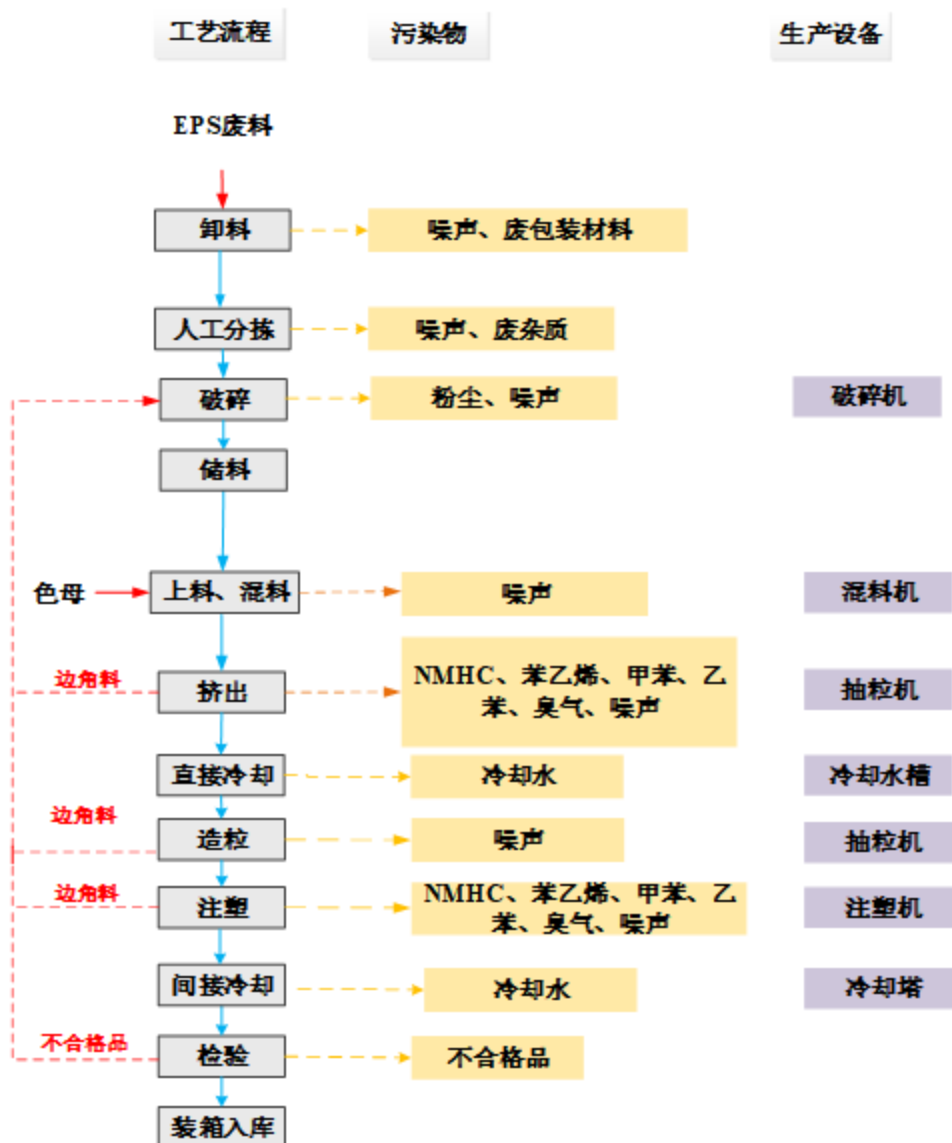 工艺流程 污染物 生产设备
EPS废料
卸料 噪声、废包装材料
人工分拣 噪声、废杂质
破碎 粉尘、噪声 破碎机
储料
色母 上料、混料 噪声 混料机
边角料 挤出 NMHC、苯乙烯、甲苯、乙
苯、臭气、噪声 抽粒机
直接冷却 冷却水 冷却水槽
边角料 造粒 噪声 抽粒机
边角料 注塑 NMHC、苯乙烯、甲苯、乙
苯、臭气、噪声 注塑机
间接冷却 冷却水 冷却塔
不合格品 检验 不合格品
装箱入库